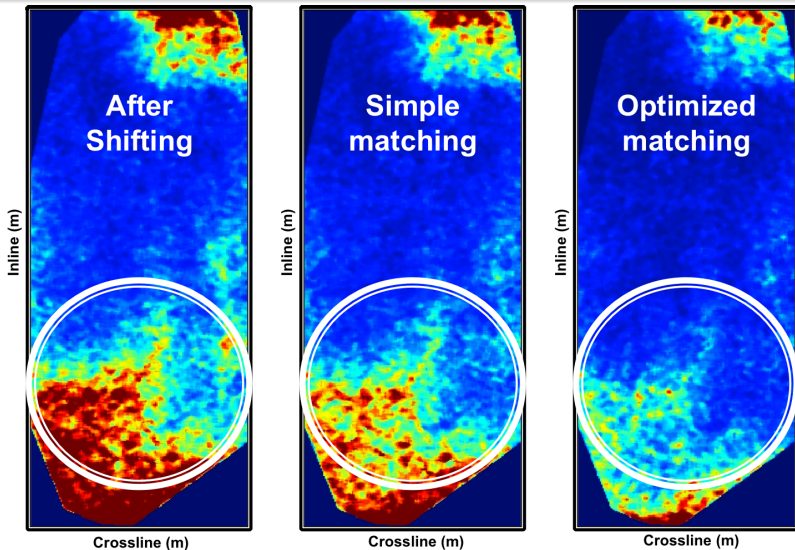 After
Shifting
Inline (m)
Crossline (m)
Simple
matching
Inline (m)
Crossline (m)
Optimized
matching
Inline (m)
Crossline (m)